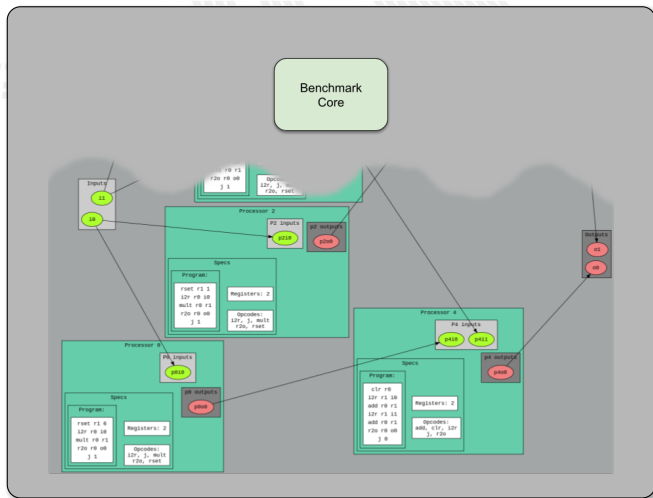 Benchmark
Core
r0 r1
r2o r0 o0
j 1
r2o, rset
Inputs
i1
i0
Processor 2
P2 inputs
p2i0
p2 outputs
p2o0
Specs
Program:
rset r1 1
i2r r0 i0
mult r0 r1
r2o r0 o0
j 1
Registers: 2
Opcodes:
i2r, j, mult
r2o, rset
Outputs
o1
o0
Processor 4
P4 inputs
p4i0
p4i1
p4 outputs
p4o0
Specs
Program:
clr r0
i2r r1 i0
add r0 r1
i2r r1 i1
add r0 r1
r2o r0 o0
j 0
Registers: 2
Opcodes:
add, clr, i2r
j, r2o
Processor 0
P0 inputs
p0i0
p0 outputs
p0o0
Specs
Program:
rset r1 6
i2r r0 i0
mult r0 r1
r2o r0 o0
j 1
Registers: 2
Opcodes:
i2r, j, mult
r2o, rset